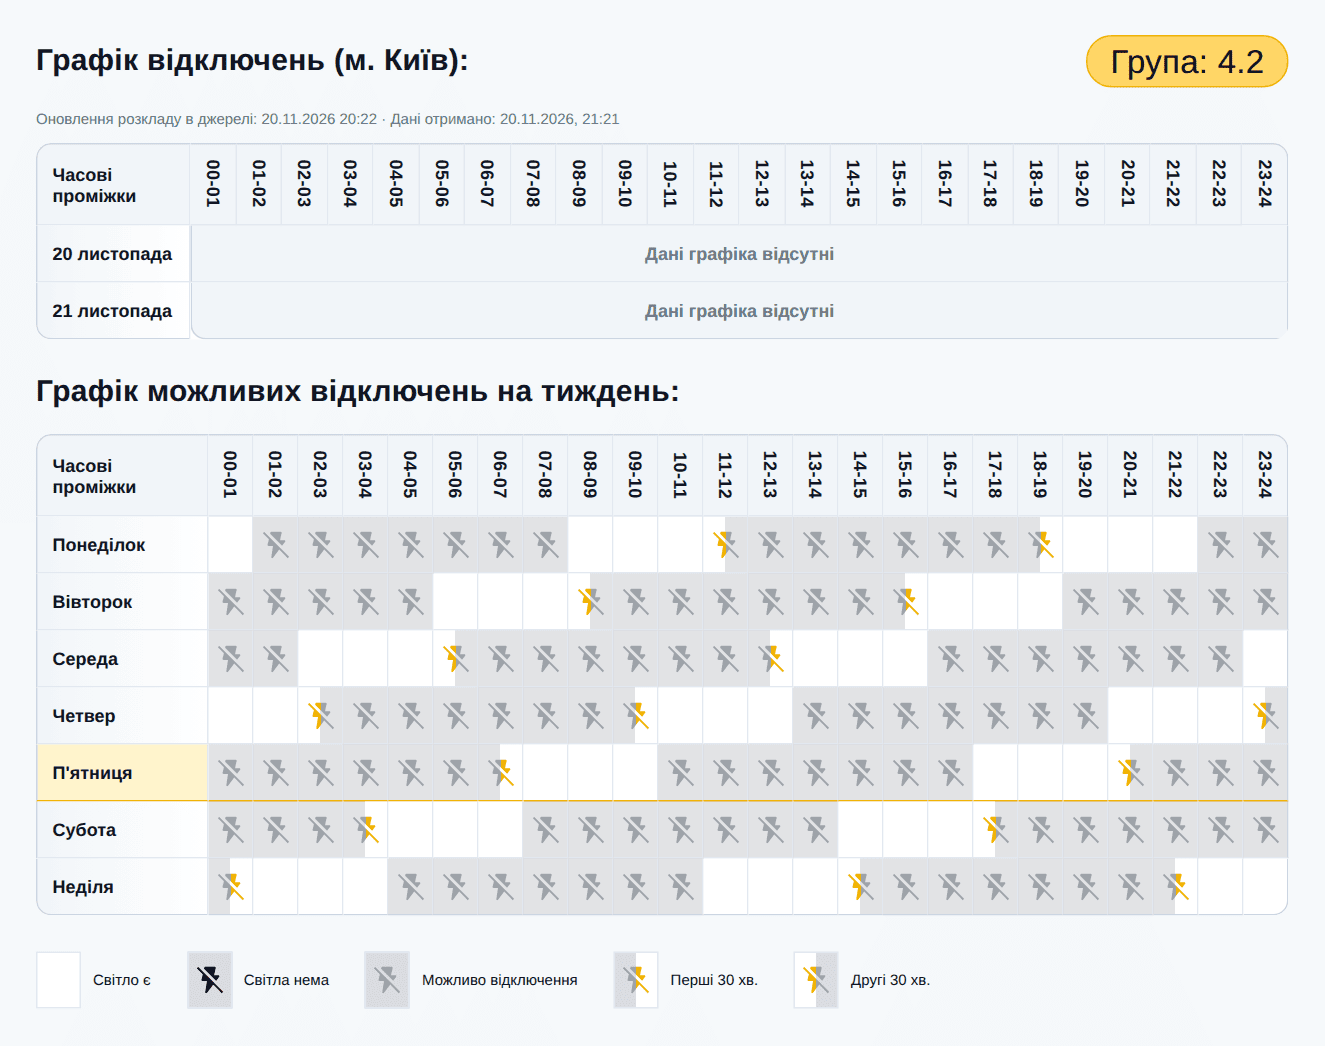 Графік відключень (м. Київ):
Група: 4.2
Оновлення розкладу в джерелі: 20.11.2026 20:22 · Дані отримано: 20.11.2026, 21:21
Часові проміжки 00-01 01-02 02-03 03-04 04-05 05-06 06-07 07-08 08-09 09-10 10-11 11-12 12-13 13-14 14-15 15-16 16-17 17-18 18-19 19-20 20-21 21-22 22-23 23-24
20 листопада Дані графіка відсутні
21 листопада Дані графіка відсутні
Графік можливих відключень на тиждень:
Часові проміжки 00-01 01-02 02-03 03-04 04-05 05-06 06-07 07-08 08-09 09-10 10-11 11-12 12-13 13-14 14-15 15-16 16-17 17-18 18-19 19-20 20-21 21-22 22-23 23-24
Понеділок
Вівторок
Середа
Четвер
П'ятниця
Субота
Неділя
Світло є Світла нема Можливо відключення Перші 30 хв. Другі 30 хв.